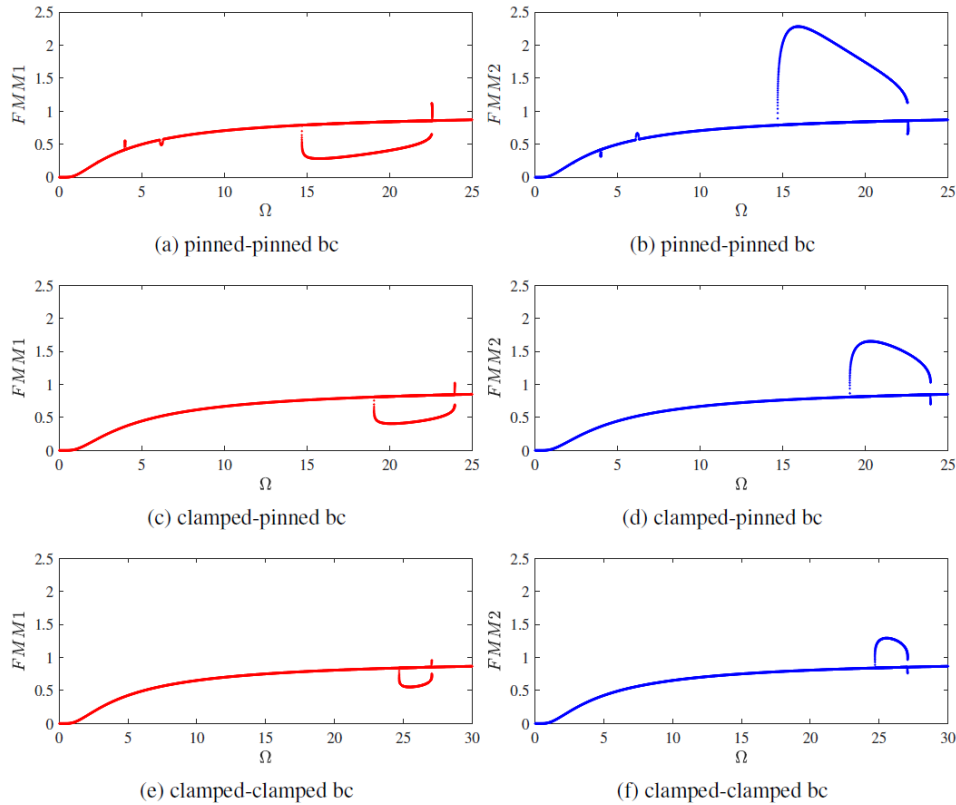 2.5
2
1.5
1
0.5
0
FMM1
0 5 10 15 20 25
Ω
(a) pinned-pinned bc
2.5
2
1.5
1
0.5
0
FMM2
0 5 10 15 20 25
Ω
(b) pinned-pinned bc
2.5
2
1.5
1
0.5
0
FMM1
0 5 10 15 20 25
Ω
(c) clamped-pinned bc
2.5
2
1.5
1
0.5
0
FMM2
0 5 10 15 20 25
Ω
(d) clamped-pinned bc
2.5
2
1.5
1
0.5
0
FMM1
0 5 10 15 20 25 30
Ω
(e) clamped-clamped bc
2.5
2
1.5
1
0.5
0
FMM2
0 5 10 15 20 25 30
Ω
(f) clamped-clamped bc